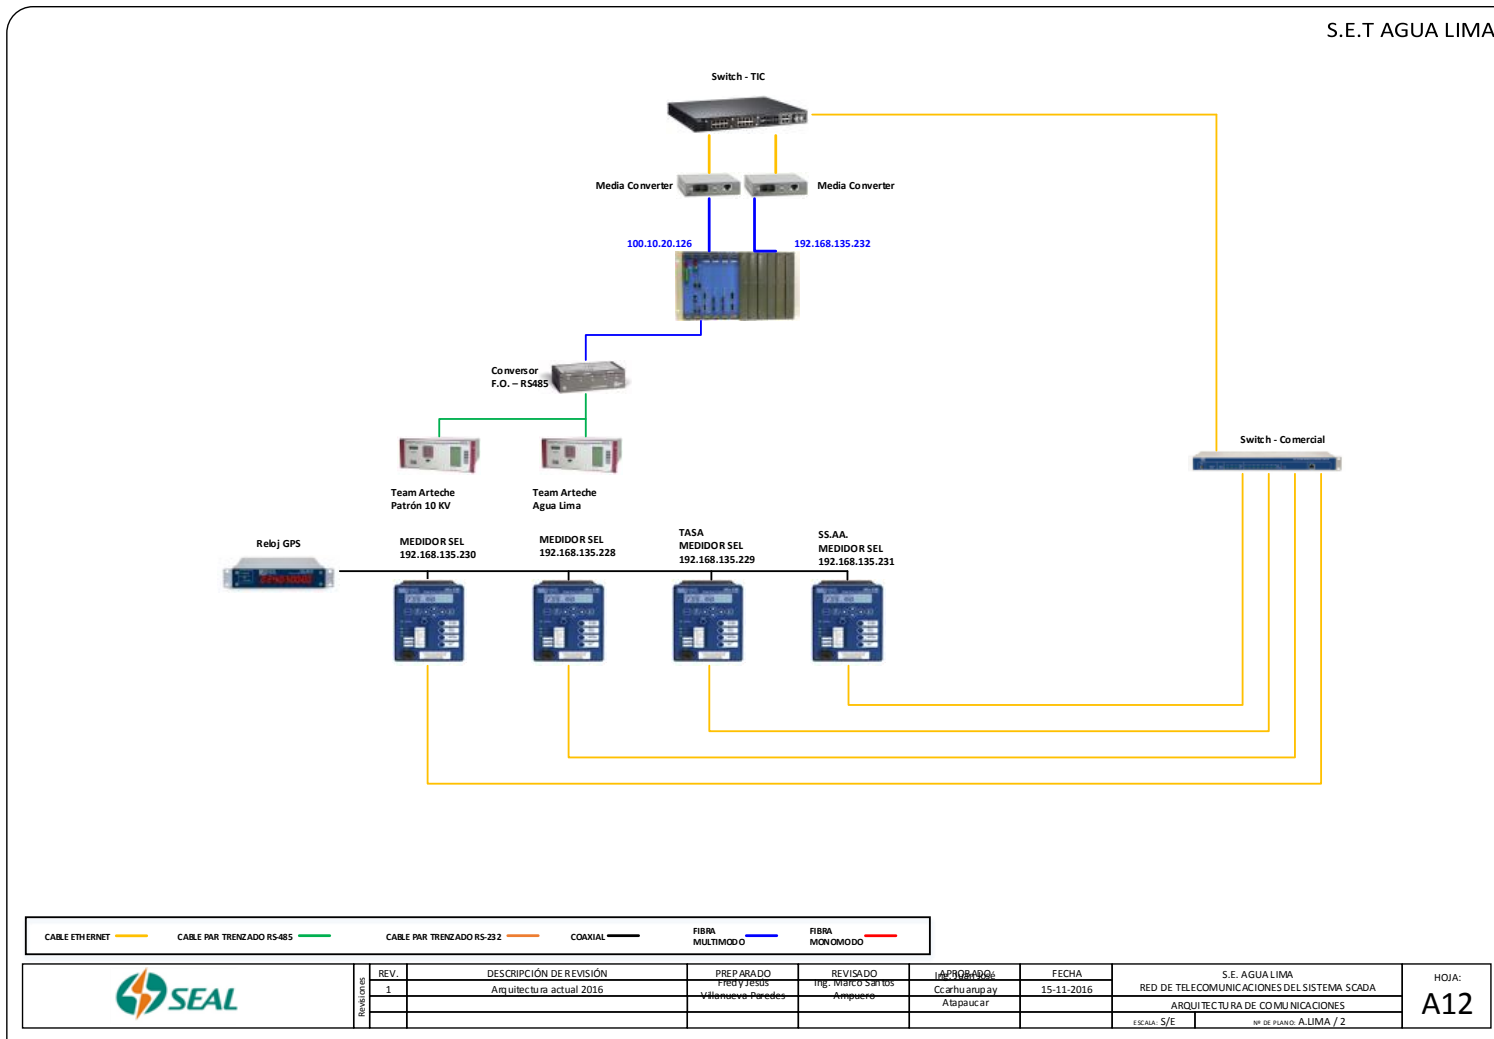 S.E.T AGUA LIMA
Switch - TIC
Media Converter
Media Converter
100.10.20.126
192.168.135.232
Conversor
F.O. – RS485
Switch - Comercial
Team Arteche
Patrón 10 KV
Team Arteche
Agua Lima
Reloj GPS
MEDIDOR SEL
192.168.135.230
MEDIDOR SEL
192.168.135.228
TASA
MEDIDOR SEL
192.168.135.229
SS.AA.
MEDIDOR SEL
192.168.135.231
CABLE ETHERNET
CABLE PAR TRENZADO RS-485
CABLE PAR TRENZADO RS-232
COAXIAL
FIBRA
MULTIMODO
FIBRA
MONOMODO
SEAL
Revisiones
REV.
DESCRIPCIÓN DE REVISIÓN
PREPARADO
REVISADO
APROBADO
FECHA
1
Arquitectura actual 2016
Fredy Jesús
Villanueva Paredes
Ing. Marco Santos
Ampuero
Ing. Juan José
Ccarhuarupay
Atapaucar
15-11-2016
S.E. AGUA LIMA
RED DE TELECOMUNICACIONES DEL SISTEMA SCADA
ARQUITECTURA DE COMUNICACIONES
ESCALA: S/E
Nº DE PLANO: A.LIMA / 2
HOJA:
A12